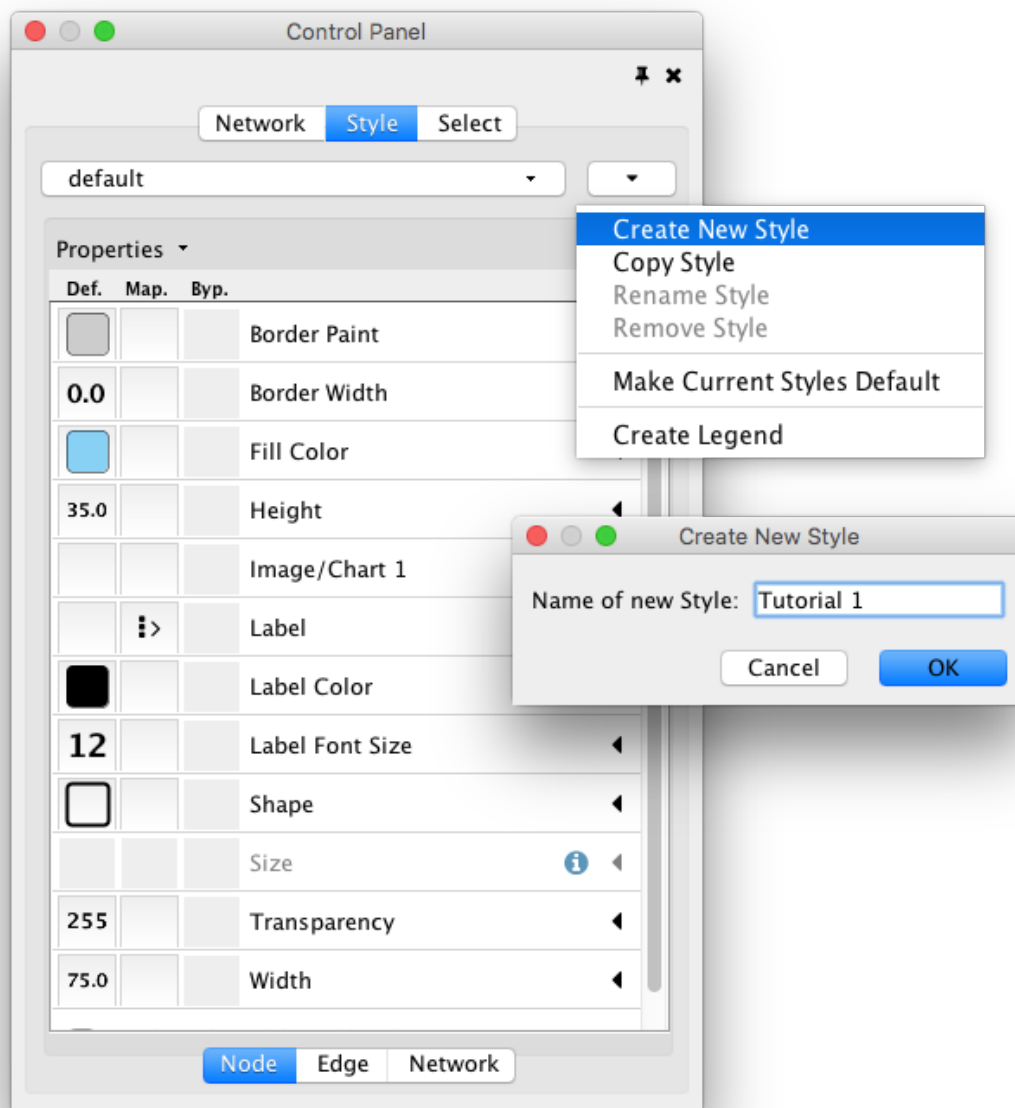 Control Panel
Network Style Select
default
Create New Style
Copy Style
Rename Style
Remove Style
Make Current Styles Default
Create Legend
Properties
Def. Map. Byp.
Border Paint
0.0 Border Width
Fill Color
35.0 Height
Image/Chart 1
Label
Label Color
12 Label Font Size
Shape
Size
255 Transparency
75.0 Width
Node Edge Network
Create New Style
Name of new Style: Tutorial 1
Cancel OK